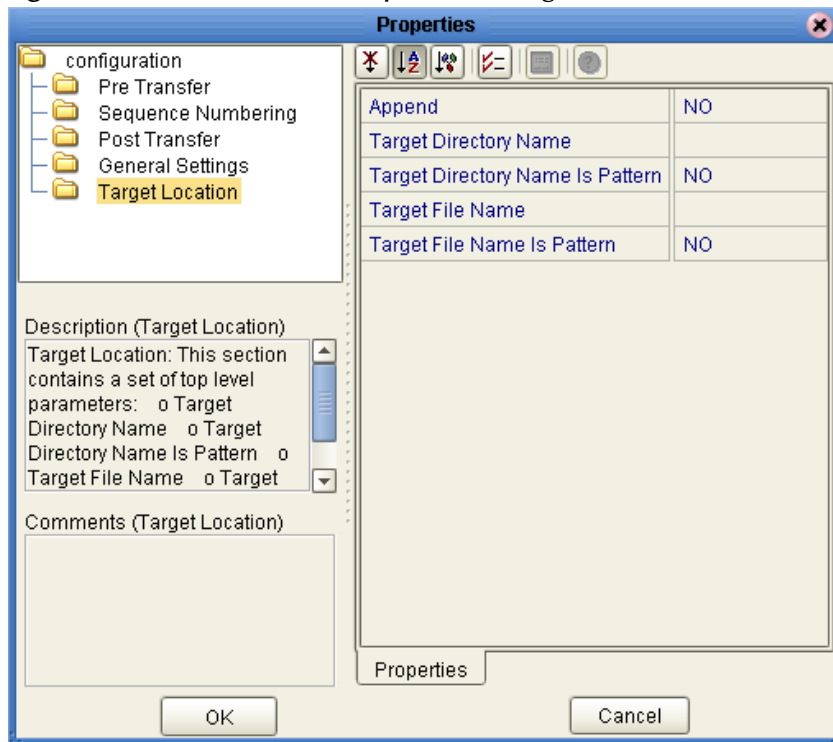 Properties
configuration
Pre Transfer
Sequence Numbering
Post Transfer
General Settings
Target Location
Description (Target Location)
Target Location: This section
contains a set of top level
parameters: o Target
Directory Name o Target
Directory Name Is Pattern o
Target File Name o Target
Comments (Target Location)
Append NO
Target Directory Name
Target Directory Name Is Pattern NO
Target File Name
Target File Name Is Pattern NO
Properties
OK
Cancel